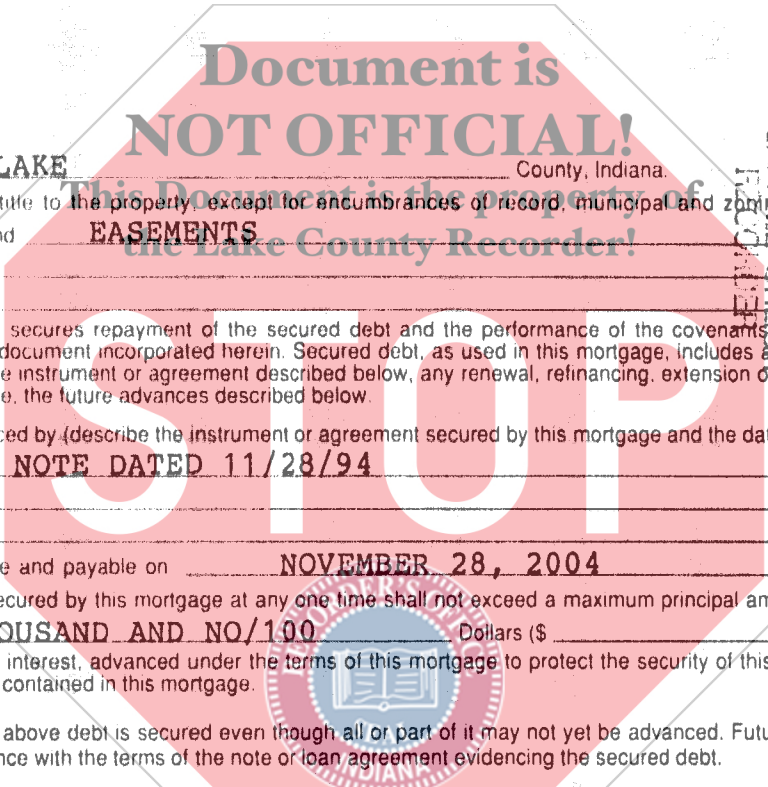 Document is
NOT OFFICIAL!
LAKE County, Indiana.
This Document is the property of
title to the property, except for encumbrances of record, municipal and
EASEMENTS
the Lake County Recorder!
secures repayment of the secured debt and the performance of the covenants
document incorporated herein. Secured debt, as used in this mortgage, includes
e instrument or agreement described below, any renewal, refinancing, extension
e, the future advances described below.
STOP
ced by (describe the instrument or agreement secured by this mortgage and the
NOTE DATED 11/28/94
e and payable on NOVEMBER 28, 2004
ecured by this mortgage at any one time shall not exceed a maximum principal am
OUSAND AND NO/100 Dollars ($
interest, advanced under the terms of this mortgage to protect the security of this
contained in this mortgage.
above debt is secured even though all or part of it may not yet be advanced. Futu
nce with the terms of the note or loan agreement evidencing the secured debt.
SEAL
INDIANA